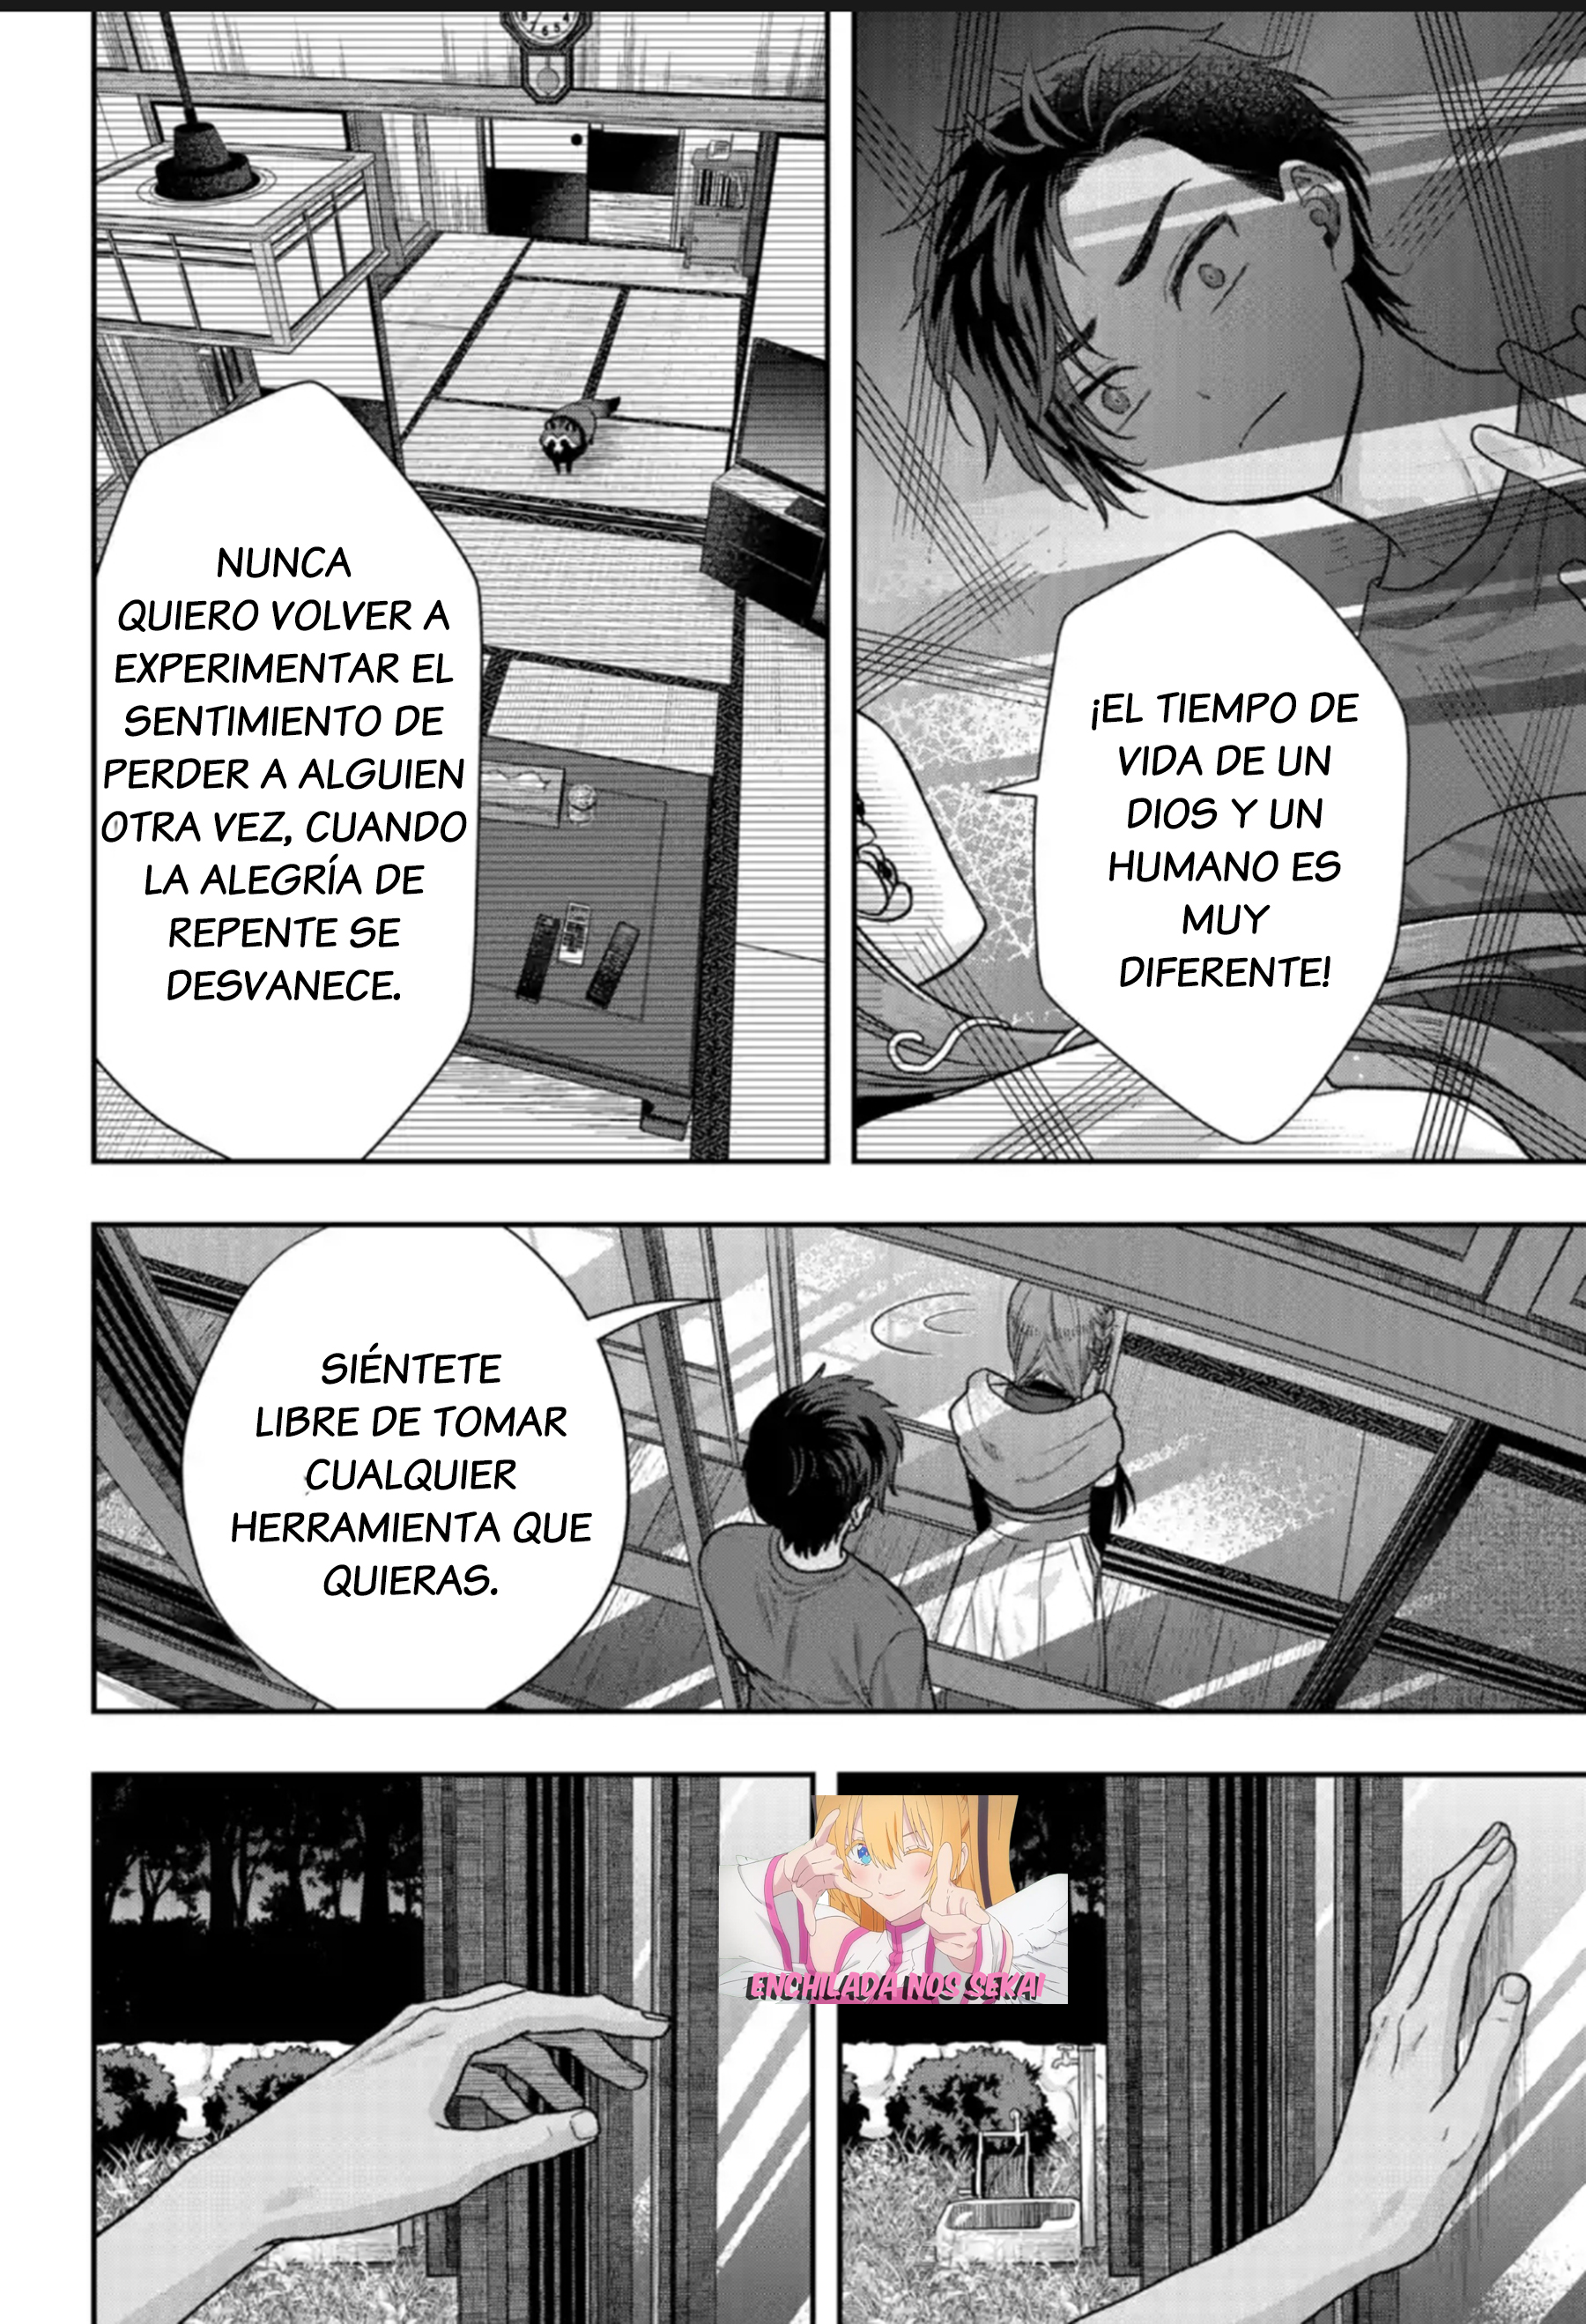 ¡EL TIEMPO DE
VIDA DE UN
DIOS Y UN
HUMANO ES
MUY
DIFERENTE!
NUNCA
QUIERO VOLVER A
EXPERIMENTAR EL
SENTIMIENTO DE
PERDER A ALGUIEN
OTRA VEZ, CUANDO
LA ALEGRÍA DE
REPENTE SE
DESVANECE.
SIÉNTETE
LIBRE DE TOMAR
CUALQUIER
HERRAMIENTA QUE
QUIERAS.
ENCHILADA NOS SEKAI